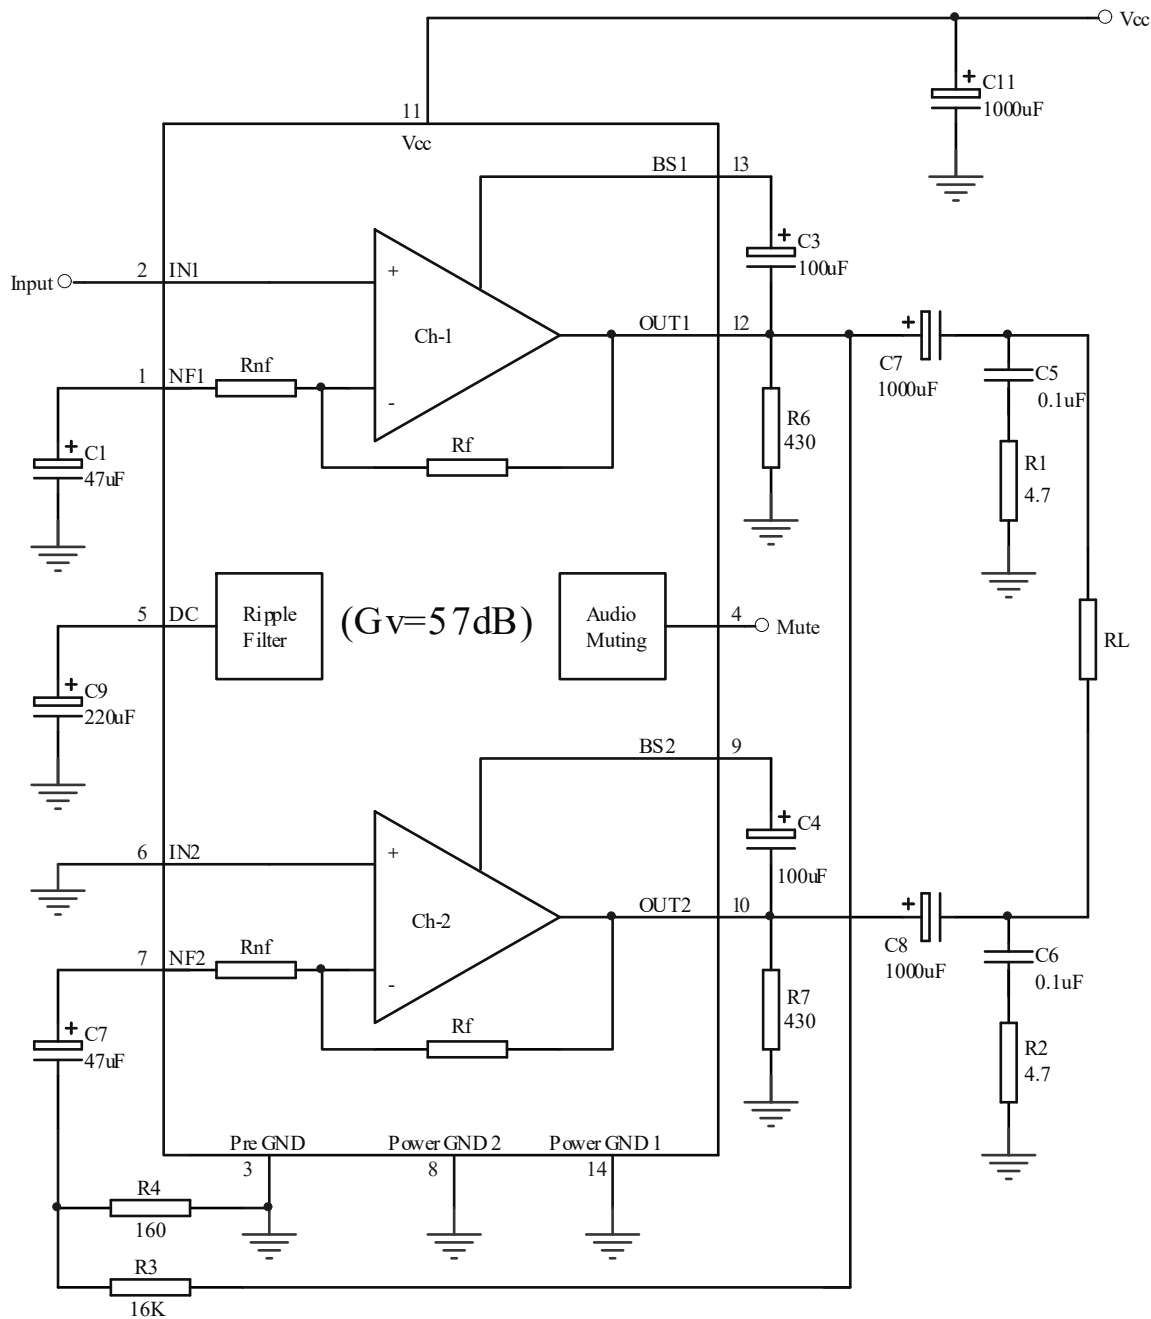 Vcc
+ C11
1000uF
11
Vcc
BS1 13
+ C3
100uF
Input 2 IN1
+
Ch-1
-
OUT1 12
+
C7
1000uF
C5
0.1uF
1 NF1 Rnf
Rf
R6
430
+ C1
47uF
R1
4.7
5 DC
Ripple
Filter
(Gv=57dB)
Audio
Muting
4 Mute
RL
+ C9
220uF
BS2 9
+ C4
100uF
6 IN2
+
Ch-2
-
OUT2 10
+
C8
1000uF
C6
0.1uF
7 NF2 Rnf
Rf
R7
430
+ C7
47uF
R2
4.7
Pre GND
3
Power GND 2
8
Power GND 1
14
R4
160
R3
16K